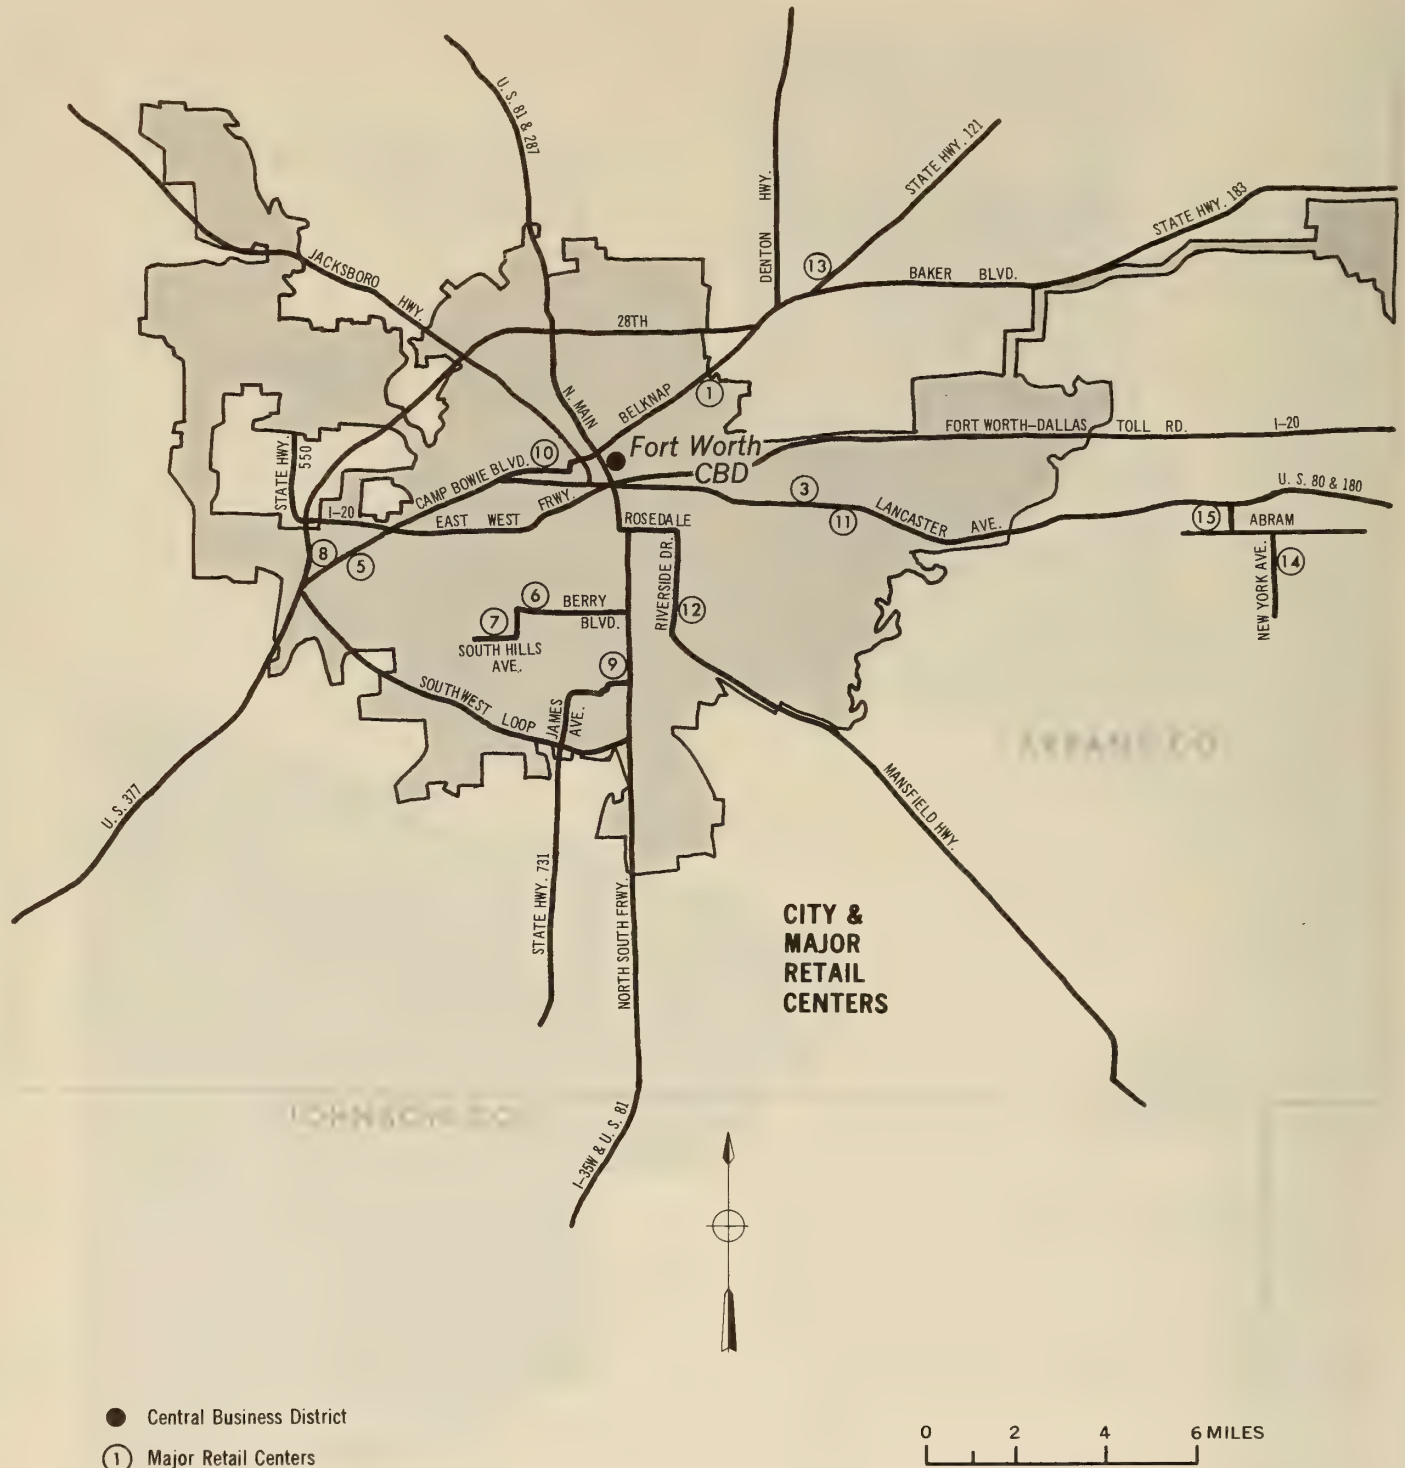 U. S. 81 & 287
STATE HWY. 121
DENTON HWY.
STATE HWY. 183
JACKSBORO HWY.
13
BAKER BLVD.
28TH
N. MAIN
BELKNAP
1
FORT WORTH-DALLAS TOLL RD. I-20
Fort Worth
CBD
STATE HWY. 550
CAMP BOWIE BLVD.
10
I-20
EAST WEST FRWY.
3
11
LANCASTER AVE.
U. S. 80 & 180
ROSEDALE
15
ABRAM
8
5
RIVERSIDE DR.
NEW YORK AVE.
14
6
BERRY
BLVD.
12
7
SOUTH HILLS
AVE.
9
SOUTHWEST LOOP
JAMES
AVE.
U. S. 377
MANSFIELD HWY.
STATE HWY. 731
NORTH SOUTH FRWY.
CITY &
MAJOR
RETAIL
CENTERS
I-35W & U. S. 81
Central Business District
1 Major Retail Centers
0 2 4 6 MILES